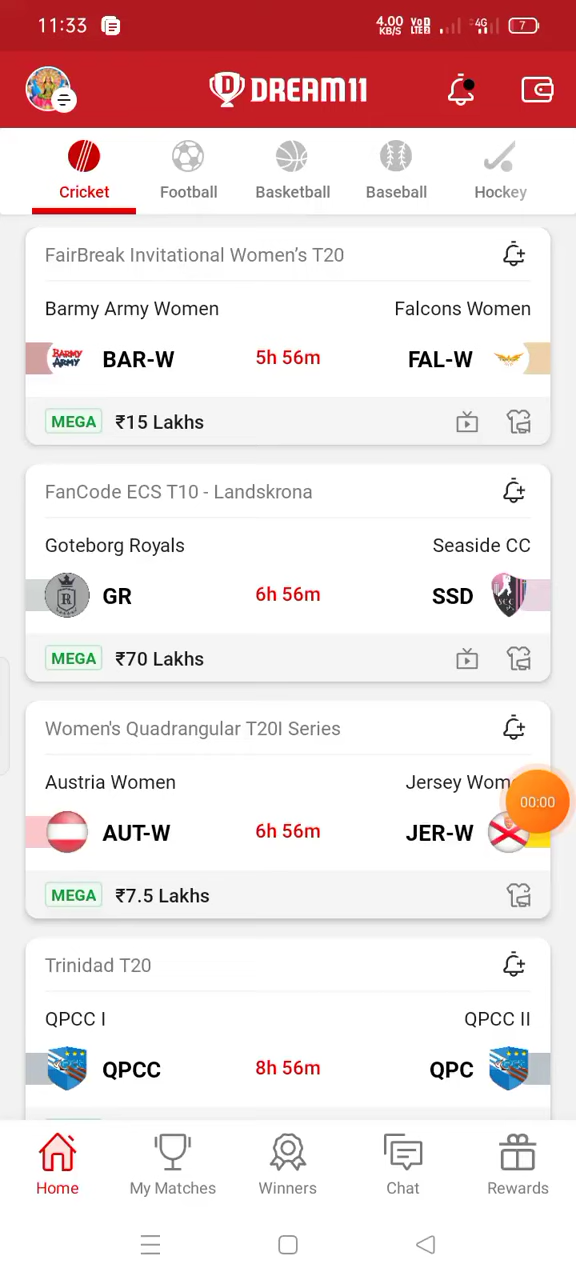 11:33 4.00 KB/S VoD LTE 4G 7
DREAM11
Cricket Football Basketball Baseball Hockey
FairBreak Invitational Women's T20
Barmy Army Women Falcons Women
BARMY ARMY BAR-W 5h 56m FAL-W
MEGA ₹15 Lakhs
FanCode ECS T10 - Landskrona
Goteborg Royals Seaside CC
GR 6h 56m SSD
MEGA ₹70 Lakhs
Women's Quadrangular T20I Series
Austria Women Jersey Wom
00:00
AUT-W 6h 56m JER-W
MEGA ₹7.5 Lakhs
Trinidad T20
QPCC I QPCC II
QPCC 8h 56m QPC
Home My Matches Winners Chat Rewards